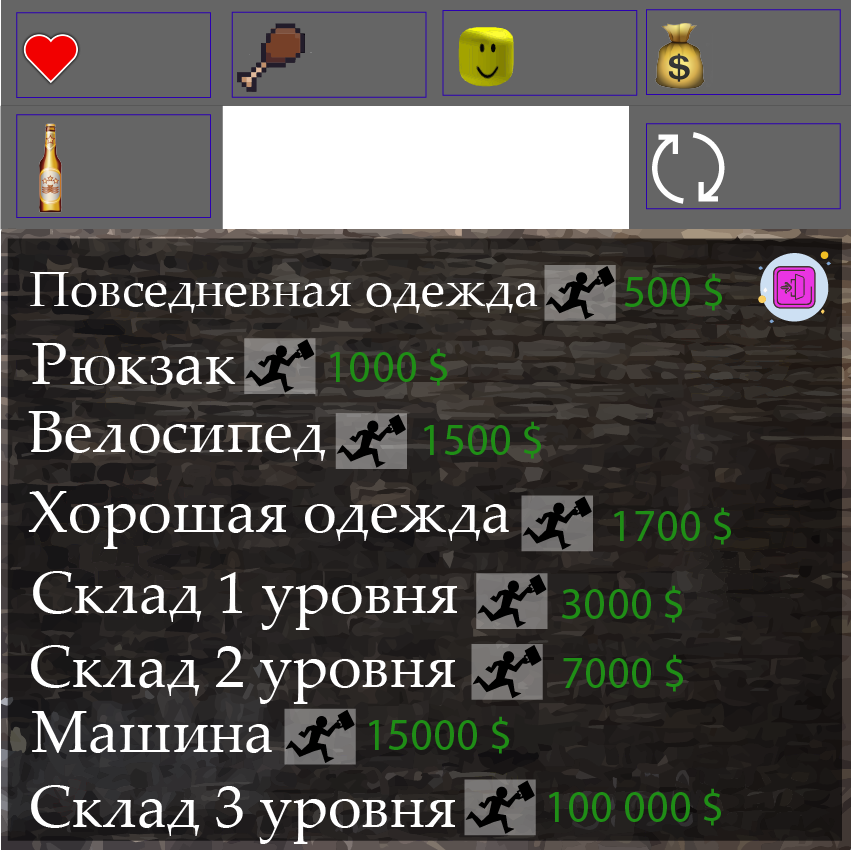 $
Повседневная одежда 500 $
Рюкзак 1000 $
Велосипед 1500 $
Хорошая одежда 1700 $
Склад 1 уровня 3000 $
Склад 2 уровня 7000 $
Машина 15000 $
Склад 3 уровня 100 000 $